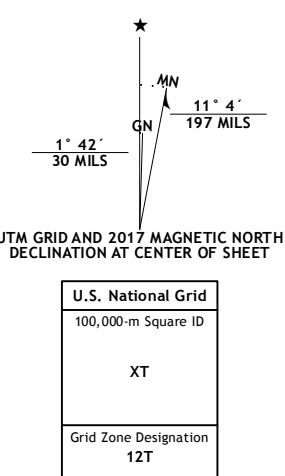 ★
MN
GN
11° 4´
197 MILS
1° 42´
30 MILS
UTM GRID AND 2017 MAGNETIC NORTH
DECLINATION AT CENTER OF SHEET
U.S. National Grid
100,000-m Square ID
XT
Grid Zone Designation
12T